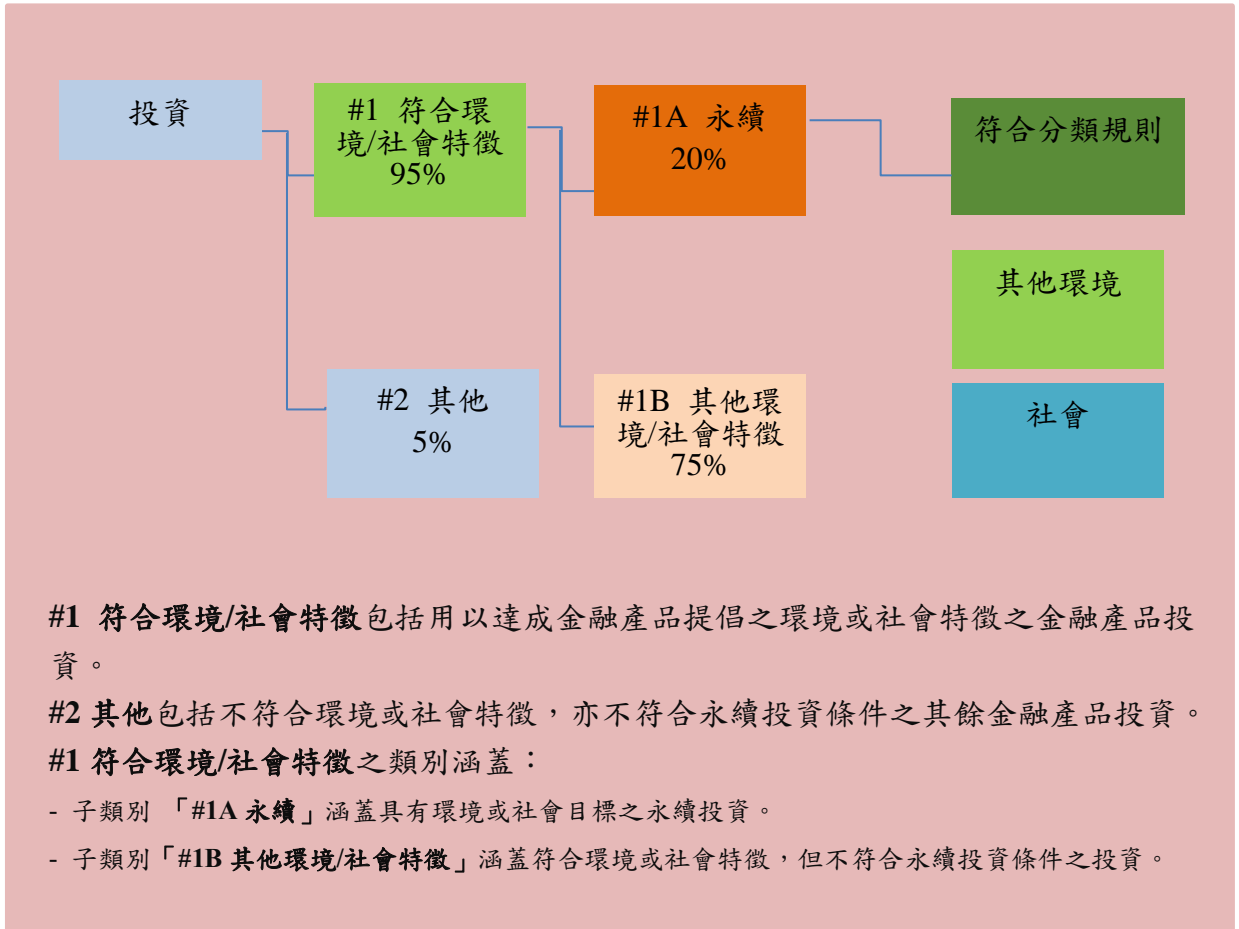 投資
#1 符合環
境/社會特徵
95%
#1A 永續
20%
符合分類規則
其他環境
#2 其他
5%
#1B 其他環
境/社會特徵
75%
社會
#1 符合環境/社會特徵包括用以達成金融產品提倡之環境或社會特徵之金融產品投
資。
#2 其他包括不符合環境或社會特徵，亦不符合永續投資條件之其餘金融產品投資。
#1 符合環境/社會特徵之類別涵蓋：
- 子類別 「#1A 永續」涵蓋具有環境或社會目標之永續投資。
- 子類別「#1B 其他環境/社會特徵」涵蓋符合環境或社會特徵，但不符合永續投資條件之投資。